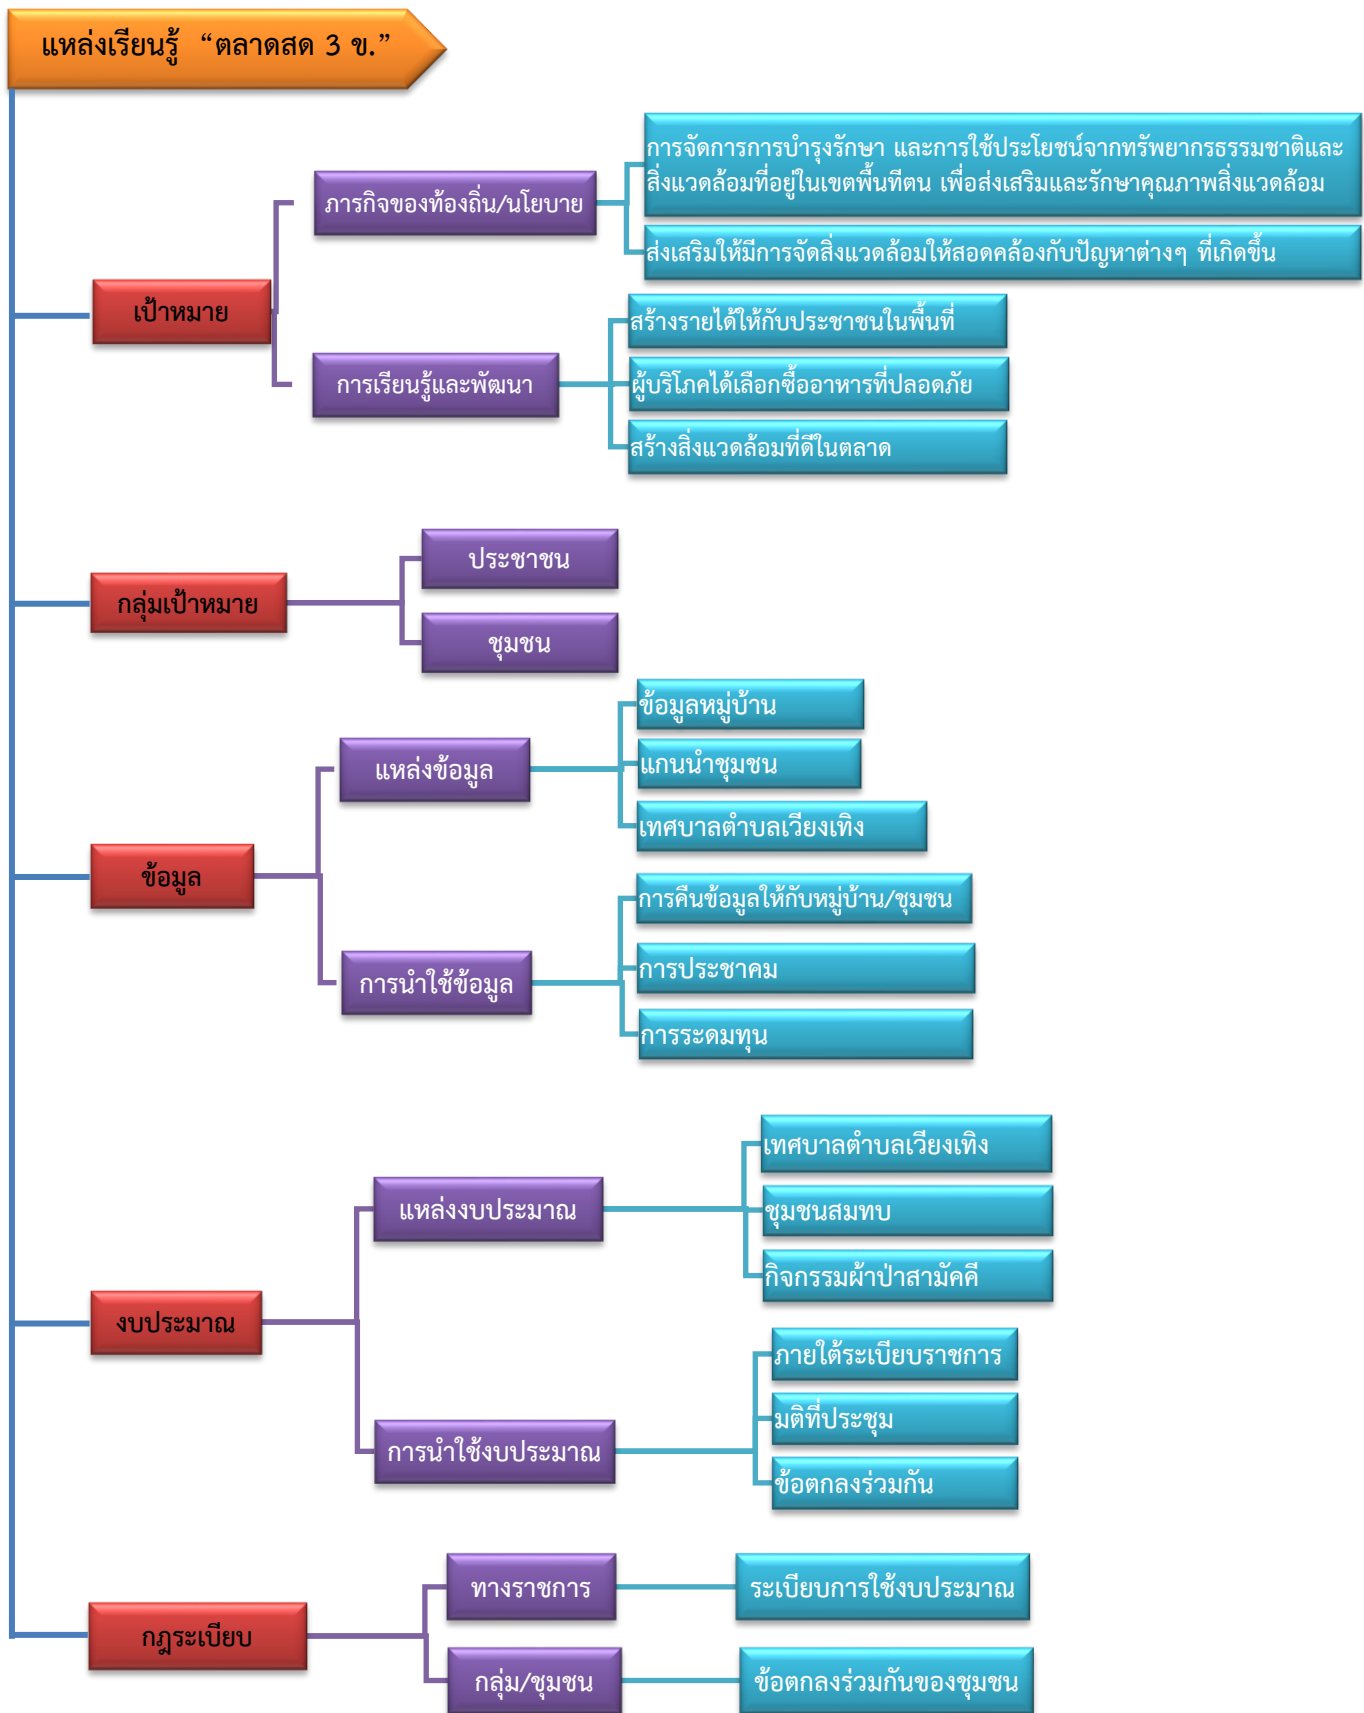 แหล่งเรียนรู้ “ตลาดสด 3 ข.”
การจัดการการบำรุงรักษา และการใช้ประโยชน์จากทรัพยากรธรรมชาติและ
สิ่งแวดล้อมที่อยู่ในเขตพื้นที่ตน เพื่อส่งเสริมและรักษาคุณภาพสิ่งแวดล้อม
ภารกิจของท้องถิ่น/นโยบาย
ส่งเสริมให้มีการจัดสิ่งแวดล้อมให้สอดคล้องกับปัญหาต่างๆ ที่เกิดขึ้น
เป้าหมาย
สร้างรายได้ให้กับประชาชนในพื้นที่
การเรียนรู้และพัฒนา
ผู้บริโภคได้เลือกซื้ออาหารที่ปลอดภัย
สร้างสิ่งแวดล้อมที่ดีในตลาด
ประชาชน
กลุ่มเป้าหมาย
ชุมชน
ข้อมูลหมู่บ้าน
แหล่งข้อมูล
แกนนำชุมชน
เทศบาลตำบลเวียงเทิง
ข้อมูล
การคืนข้อมูลให้กับหมู่บ้าน/ชุมชน
การนำใช้ข้อมูล
การประชาคม
การระดมทุน
เทศบาลตำบลเวียงเทิง
แหล่งงบประมาณ
ชุมชนสมทบ
กิจกรรมผ้าป่าสามัคคี
งบประมาณ
ภายใต้ระเบียบราชการ
การนำใช้งบประมาณ
มติที่ประชุม
ข้อตกลงร่วมกัน
ทางราชการ
ระเบียบการใช้งบประมาณ
กฎระเบียบ
กลุ่ม/ชุมชน
ข้อตกลงร่วมกันของชุมชน